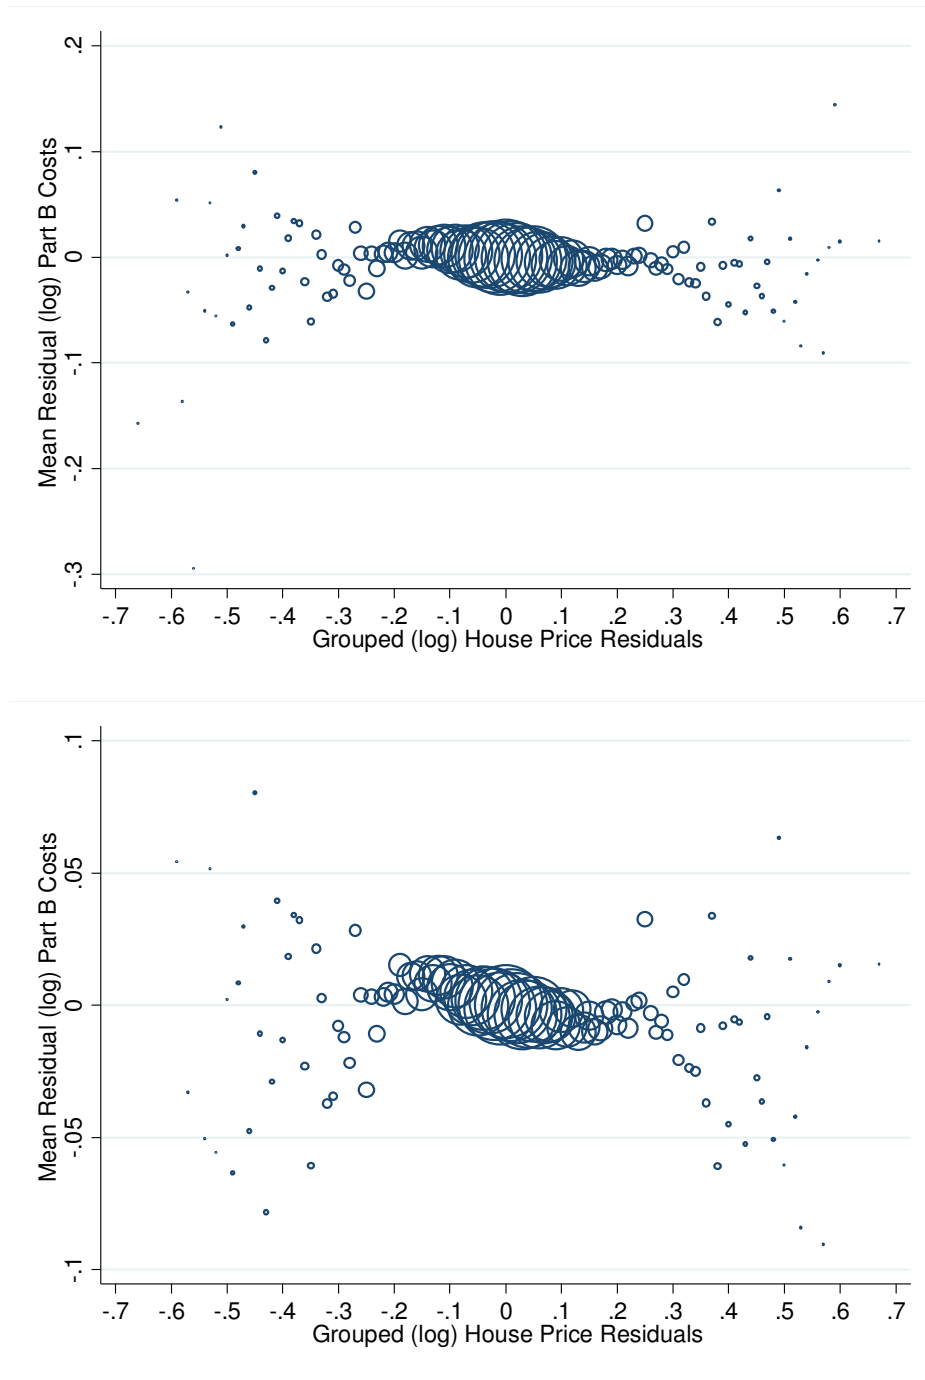 .2
.1
0
-.1
-.2
-.3
Mean Residual (log) Part B Costs
-.7 -.6 -.5 -.4 -.3 -.2 -.1 0 .1 .2 .3 .4 .5 .6 .7
Grouped (log) House Price Residuals
.1
.05
0
-.05
-.1
Mean Residual (log) Part B Costs
-.7 -.6 -.5 -.4 -.3 -.2 -.1 0 .1 .2 .3 .4 .5 .6 .7
Grouped (log) House Price Residuals